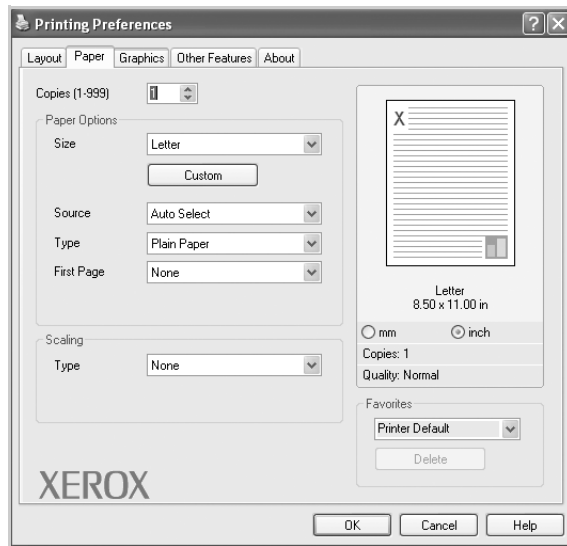 Printing Preferences
Layout Paper Graphics Other Features About
Copies (1-999) 1
Paper Options
Size Letter
Custom
Source Auto Select
Type Plain Paper
First Page None
Scaling
Type None
XEROX
X
Letter
8.50 x 11.00 in
mm inch
Copies: 1
Quality: Normal
Favorites
Printer Default
Delete
OK Cancel Help